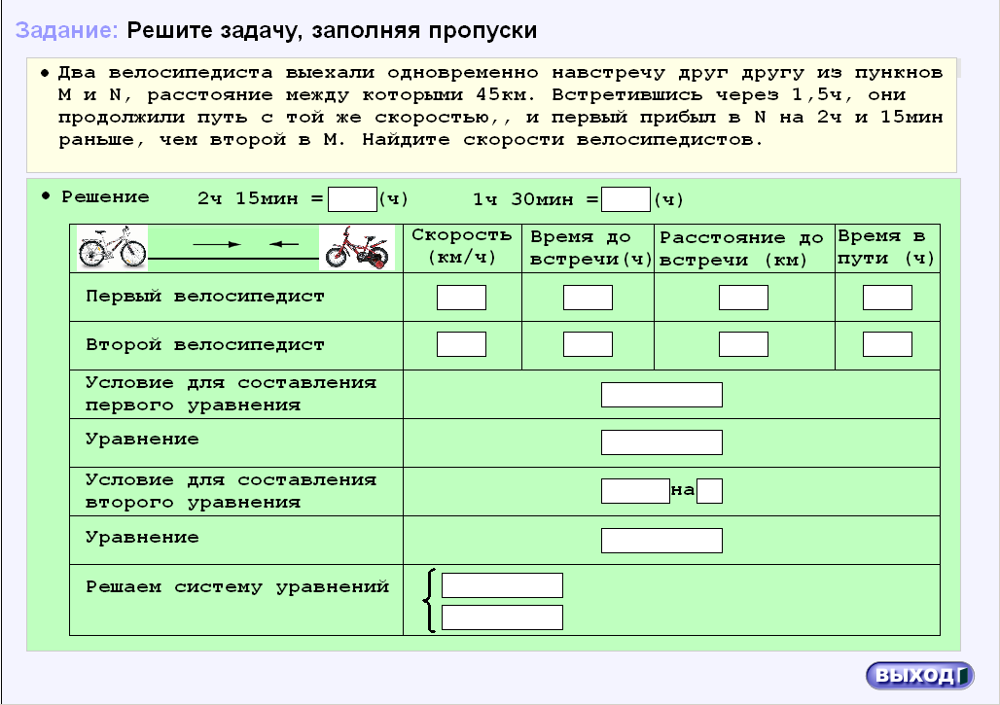 Задание: Решите задачу, заполняя пропуски
• Два велосипедиста выехали одновременно навстречу друг другу из пункнов
M и N, расстояние между которыми 45км. Встретившись через 1,5ч, они
продолжили путь с той же скоростью,, и первый прибыл в N на 2ч и 15мин
раньше, чем второй в M. Найдите скорости велосипедистов.
• Решение 2ч 15мин = (ч) 1ч 30мин = (ч)
Скорость (км/ч)
Время до встречи(ч)
Расстояние до встречи (км)
Время в пути (ч)
Первый велосипедист
Второй велосипедист
Условие для составления
первого уравнения
Уравнение
Условие для составления
второго уравнения
на
Уравнение
Решаем систему уравнений
ВЫХОД